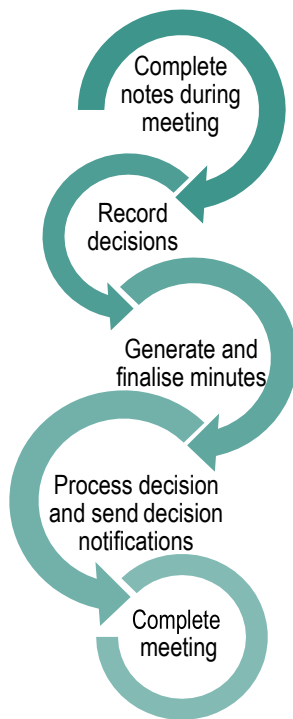 Complete
notes during
meeting
Record
decisions
Generate and
finalise minutes
Process decision
and send decision
notifications
Complete
meeting